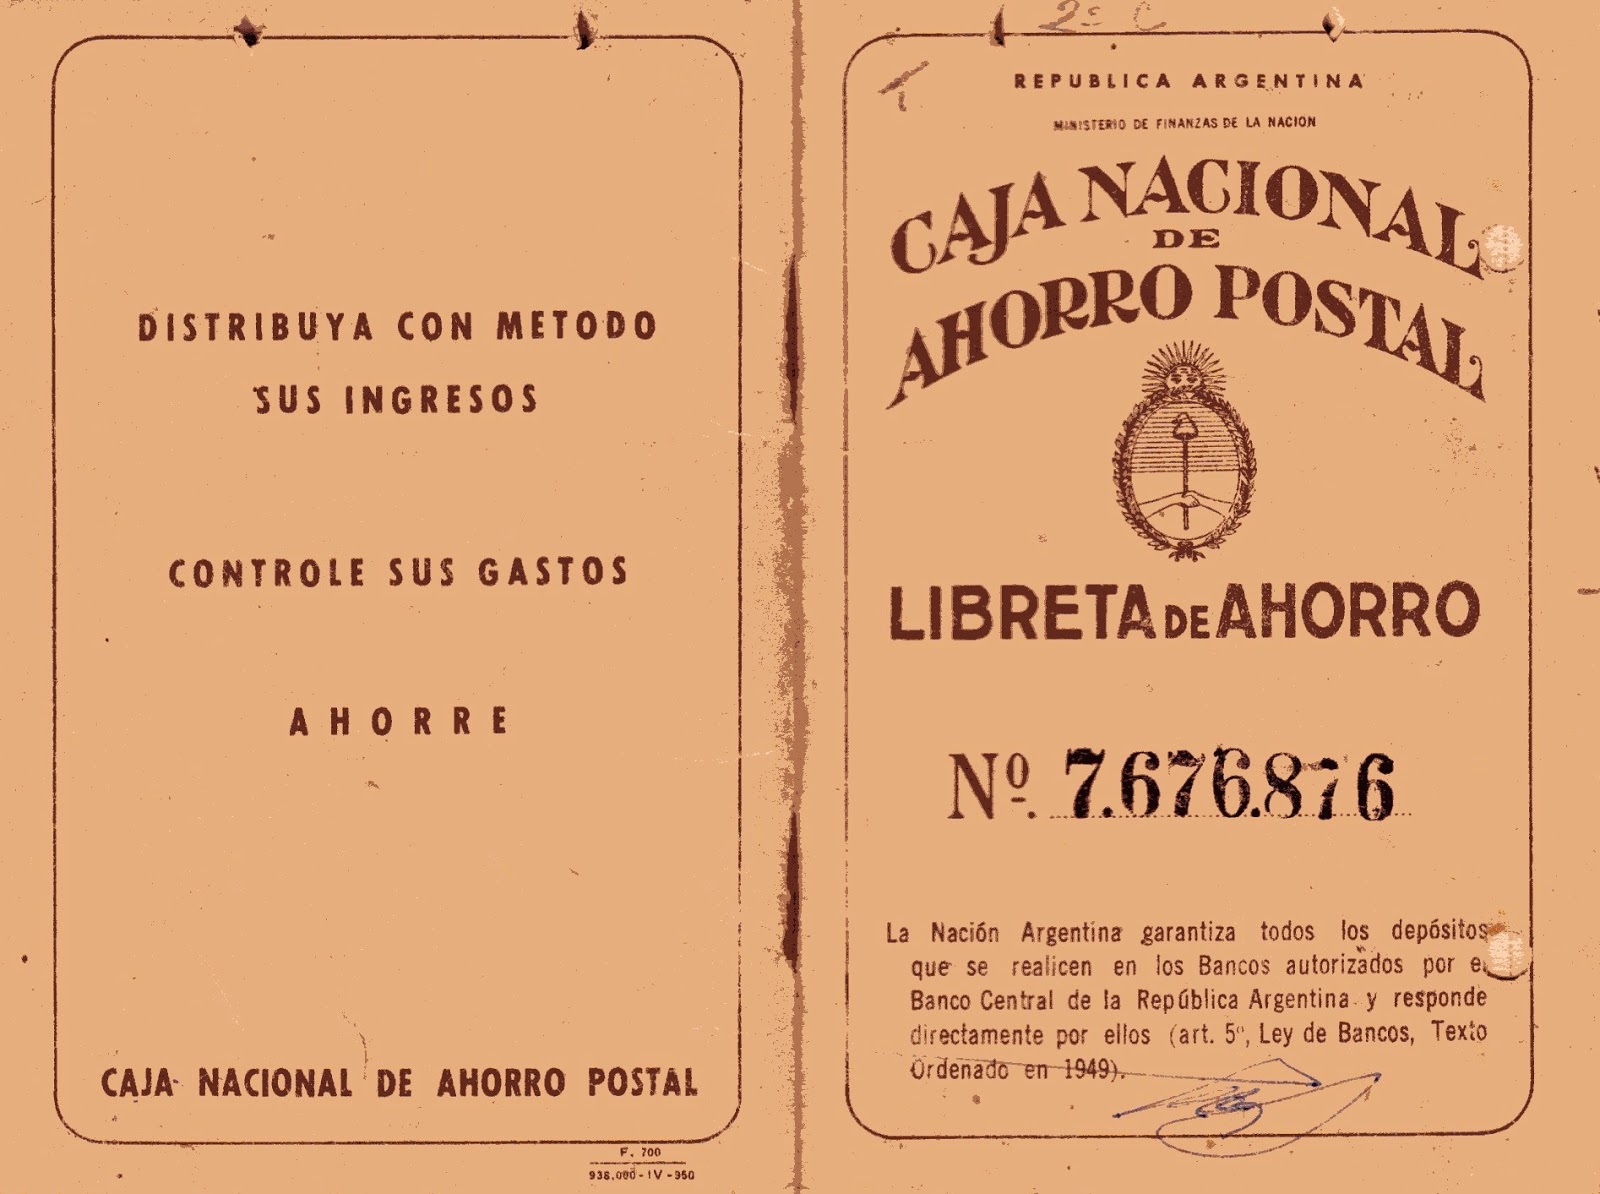 DISTRIBUYA CON METODO
SUS INGRESOS
CONTROLE SUS GASTOS
AHORRE
CAJA NACIONAL DE AHORRO POSTAL
F. 700
938.000-IV-950
2ª C
REPUBLICA ARGENTINA
MINISTERIO DE FINANZAS DE LA NACION
CAJA NACIONAL
DE
AHORRO POSTAL
LIBRETA DE AHORRO
Nº. 7.676.876
La Nación Argentina garantiza todos los depósitos
que se realicen en los Bancos autorizados por el
Banco Central de la República Argentina y responde
directamente por ellos (art. 5º, Ley de Bancos, Texto
Ordenado en 1949).